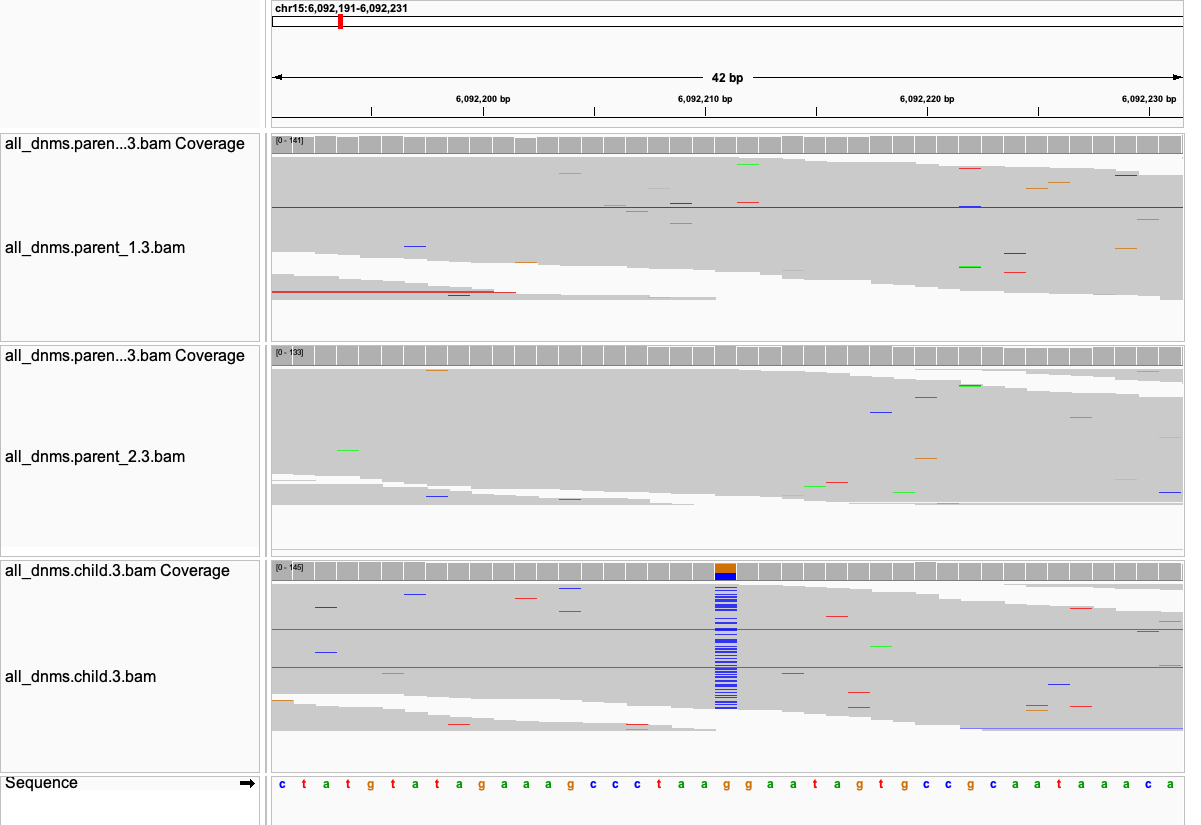 chr15:6,092,191-6,092,231
42 bp
6,092,200 bp 6,092,210 bp 6,092,220 bp 6,092,230 bp
all_dnms.paren...3.bam Coverage
[0 - 141]
all_dnms.parent_1.3.bam
all_dnms.paren...3.bam Coverage
[0 - 133]
all_dnms.parent_2.3.bam
all_dnms.child.3.bam Coverage
[0 - 145]
all_dnms.child.3.bam
Sequence c t a t g t a t a g a a a g c c c t a a g g a a t a g t g c c g c a a t a a a c a